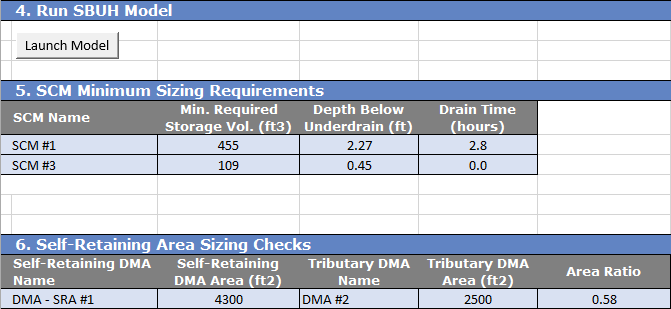 4. Run SBUH Model
Launch Model
5. SCM Minimum Sizing Requirements
SCM Name Min. Required Storage Vol. (ft3) Depth Below Underdrain (ft) Drain Time (hours)
SCM #1 455 2.27 2.8
SCM #3 109 0.45 0.0
6. Self-Retaining Area Sizing Checks
Self-Retaining DMA Name Self-Retaining DMA Area (ft2) Tributary DMA Name Tributary DMA Area (ft2) Area Ratio
DMA - SRA #1 4300 DMA #2 2500 0.58